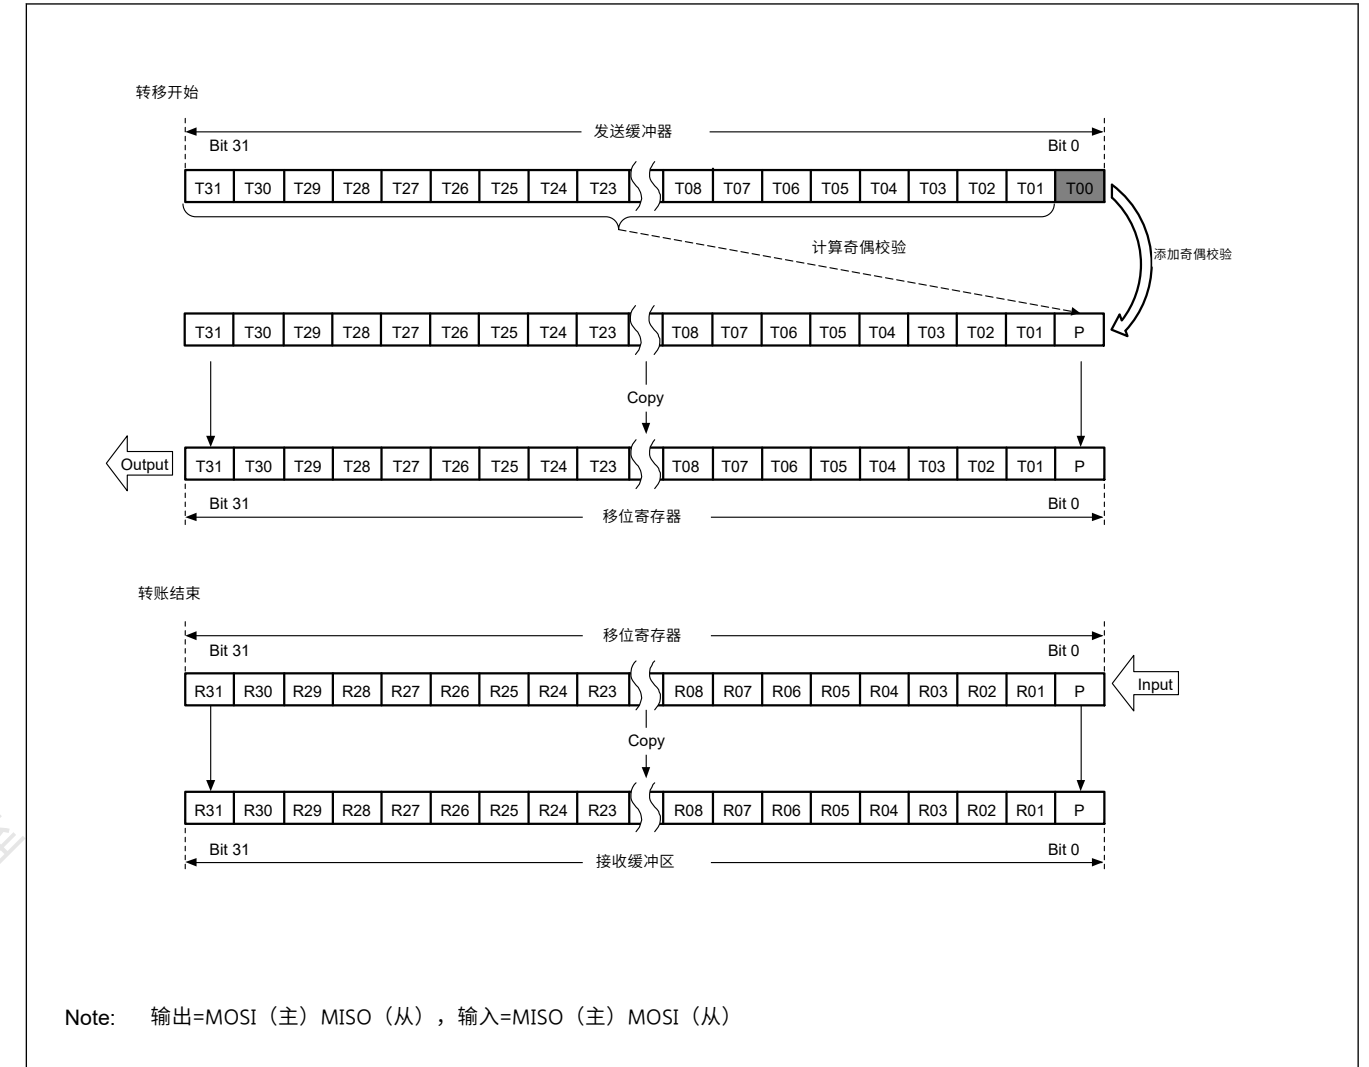 转移开始
发送缓冲器
Bit 31 Bit 0
T31 T30 T29 T28 T27 T26 T25 T24 T23 T08 T07 T06 T05 T04 T03 T02 T01 T00
计算奇偶校验
添加奇偶校验
T31 T30 T29 T28 T27 T26 T25 T24 T23 T08 T07 T06 T05 T04 T03 T02 T01 P
Copy
Output T31 T30 T29 T28 T27 T26 T25 T24 T23 T08 T07 T06 T05 T04 T03 T02 T01 P
Bit 31 Bit 0
移位寄存器
转账结束
移位寄存器
Bit 31 Bit 0
R31 R30 R29 R28 R27 R26 R25 R24 R23 R08 R07 R06 R05 R04 R03 R02 R01 P Input
Copy
R31 R30 R29 R28 R27 R26 R25 R24 R23 R08 R07 R06 R05 R04 R03 R02 R01 P
Bit 31 Bit 0
接收缓冲区
Note: 输出=MOSI（主）MISO（从），输入=MISO（主）MOSI（从）